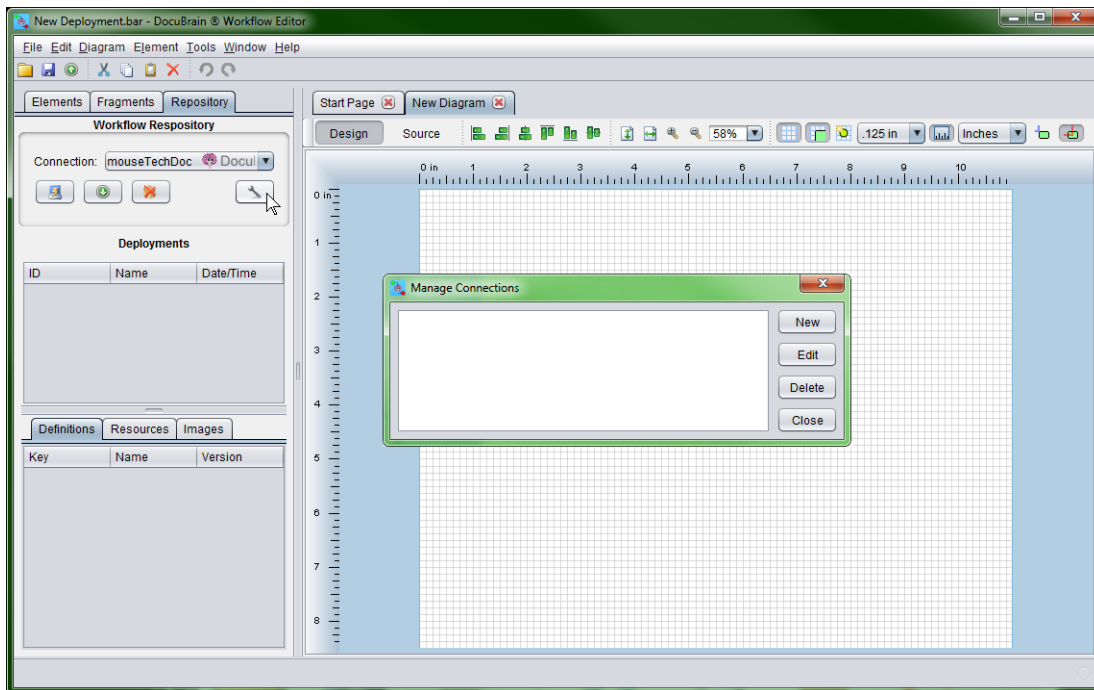 New Deployment.bar - DocuBrain ® Workflow Editor
File Edit Diagram Element Tools Window Help
Elements Fragments Repository
Start Page New Diagram
Workflow Respository
Design Source 58% .125 in Inches
Connection: mouseTechDoc Docul
0 in 1 2 3 4 5 6 7 8 9 10
0 in
Deployments
1
ID Name Date/Time
Manage Connections
2
New
3
Edit
Delete
4
Close
Definitions Resources Images
Key Name Version
5
6
7
8